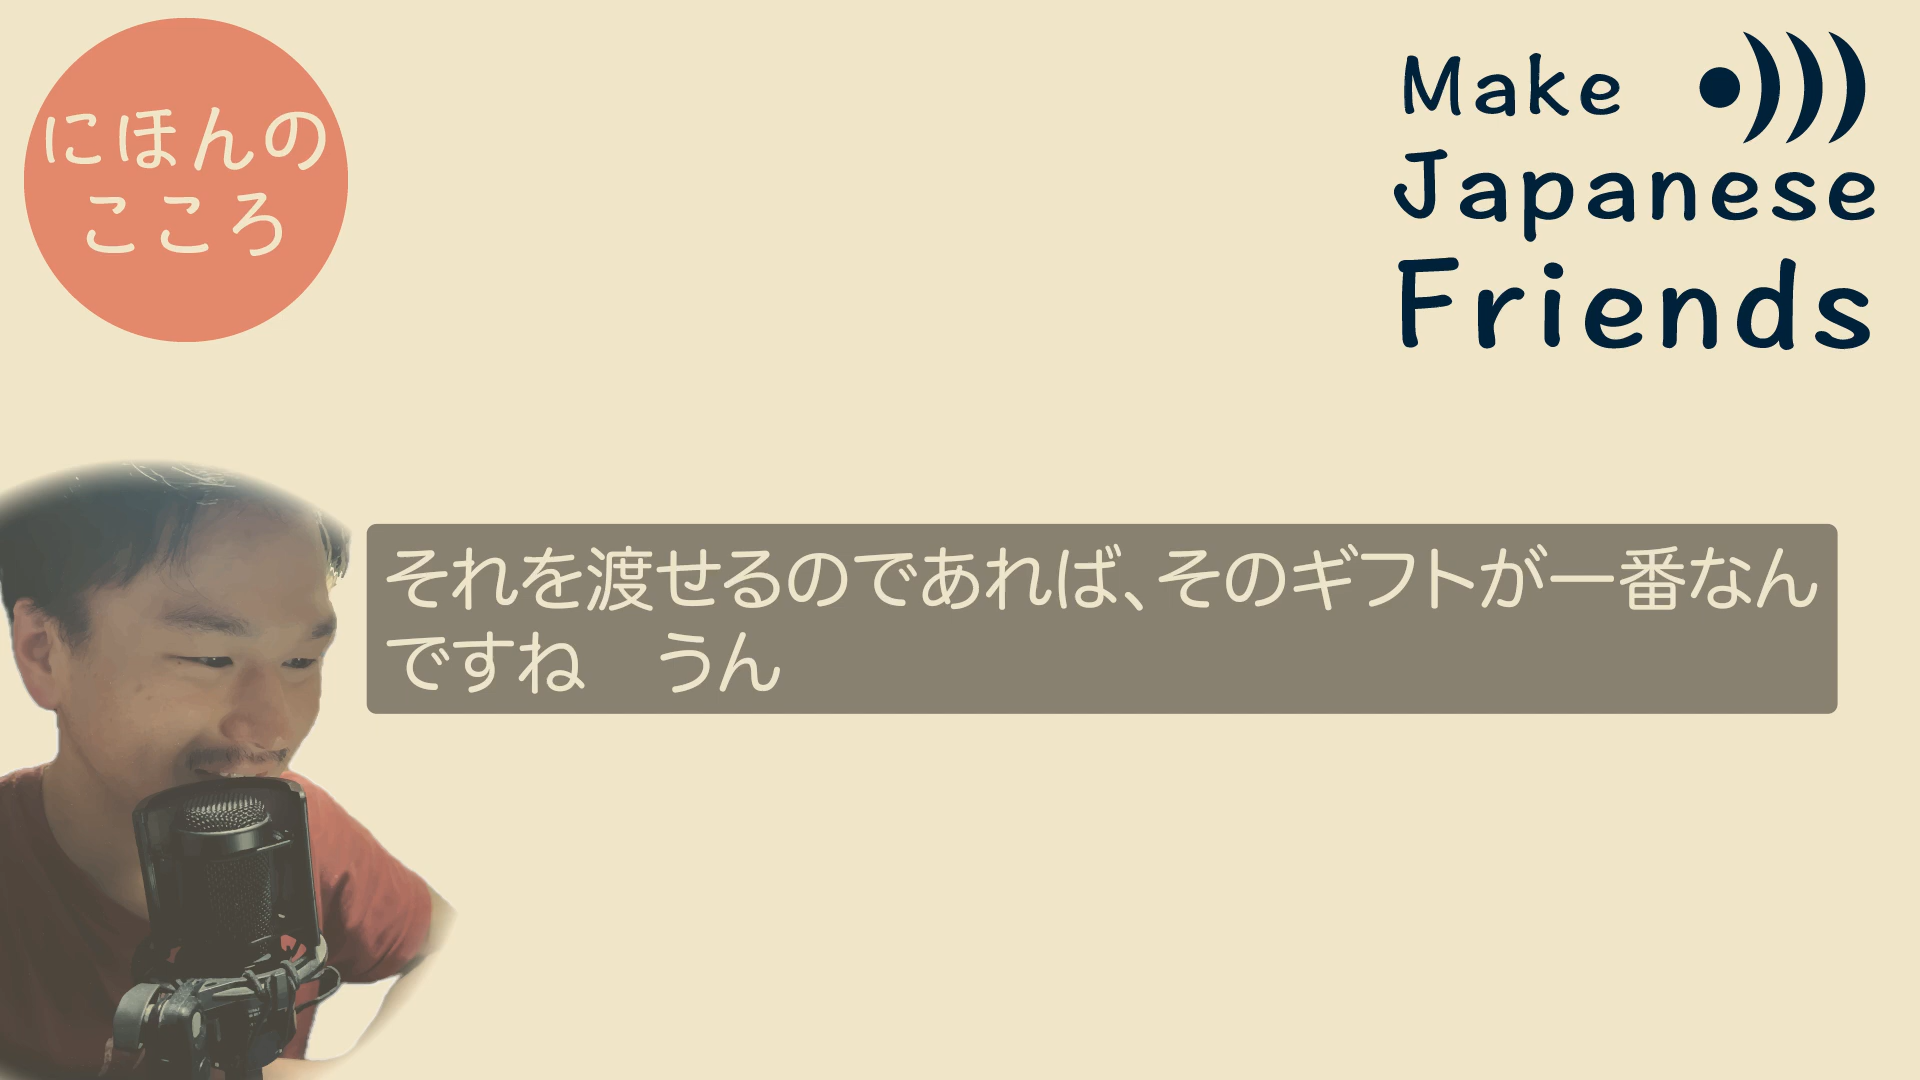 にほんの
こころ
Make
Japanese
Friends
それを渡せるのであれば、そのギフトが一番なん
ですね　うん